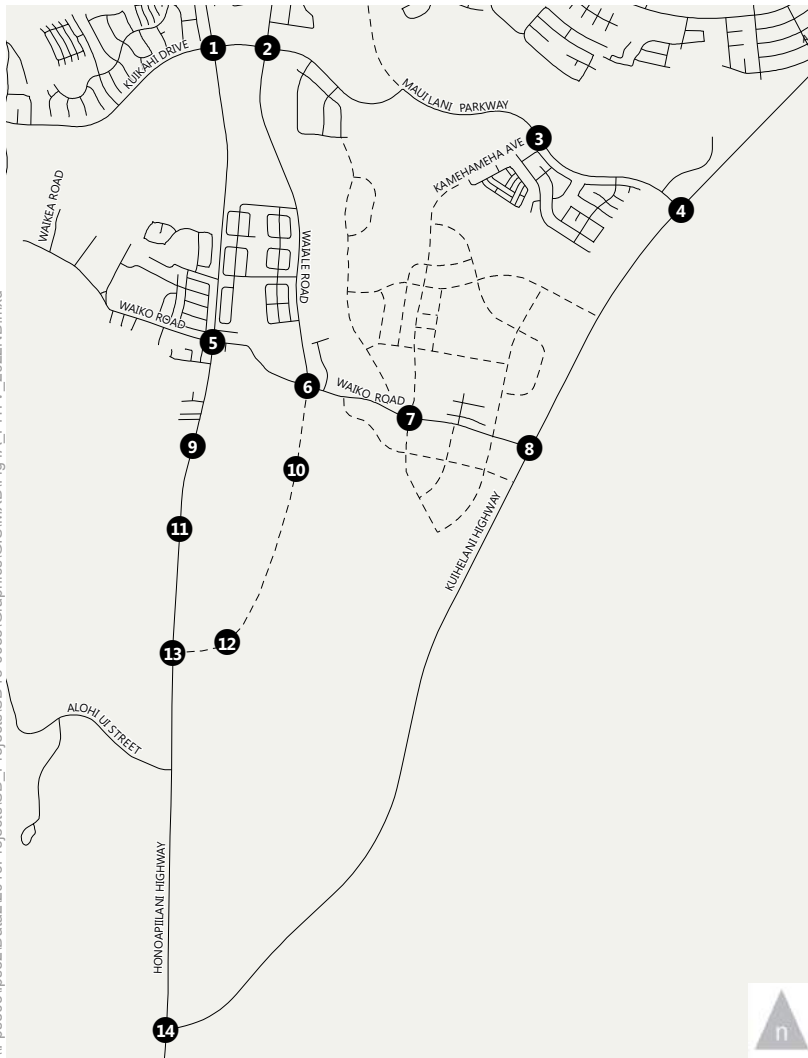 1
2
KUIKAHI DRIVE
MAUI LANI PARKWAY
3
KAMEHAMEHA AVE
4
WAIKEA ROAD
WAIALE ROAD
WAIKO ROAD
5
6
WAIKO ROAD
7
8
9
10
KUIHELANI HIGHWAY
11
12
13
ALOHI UI STREET
HONOAPIILANI HIGHWAY
14
n